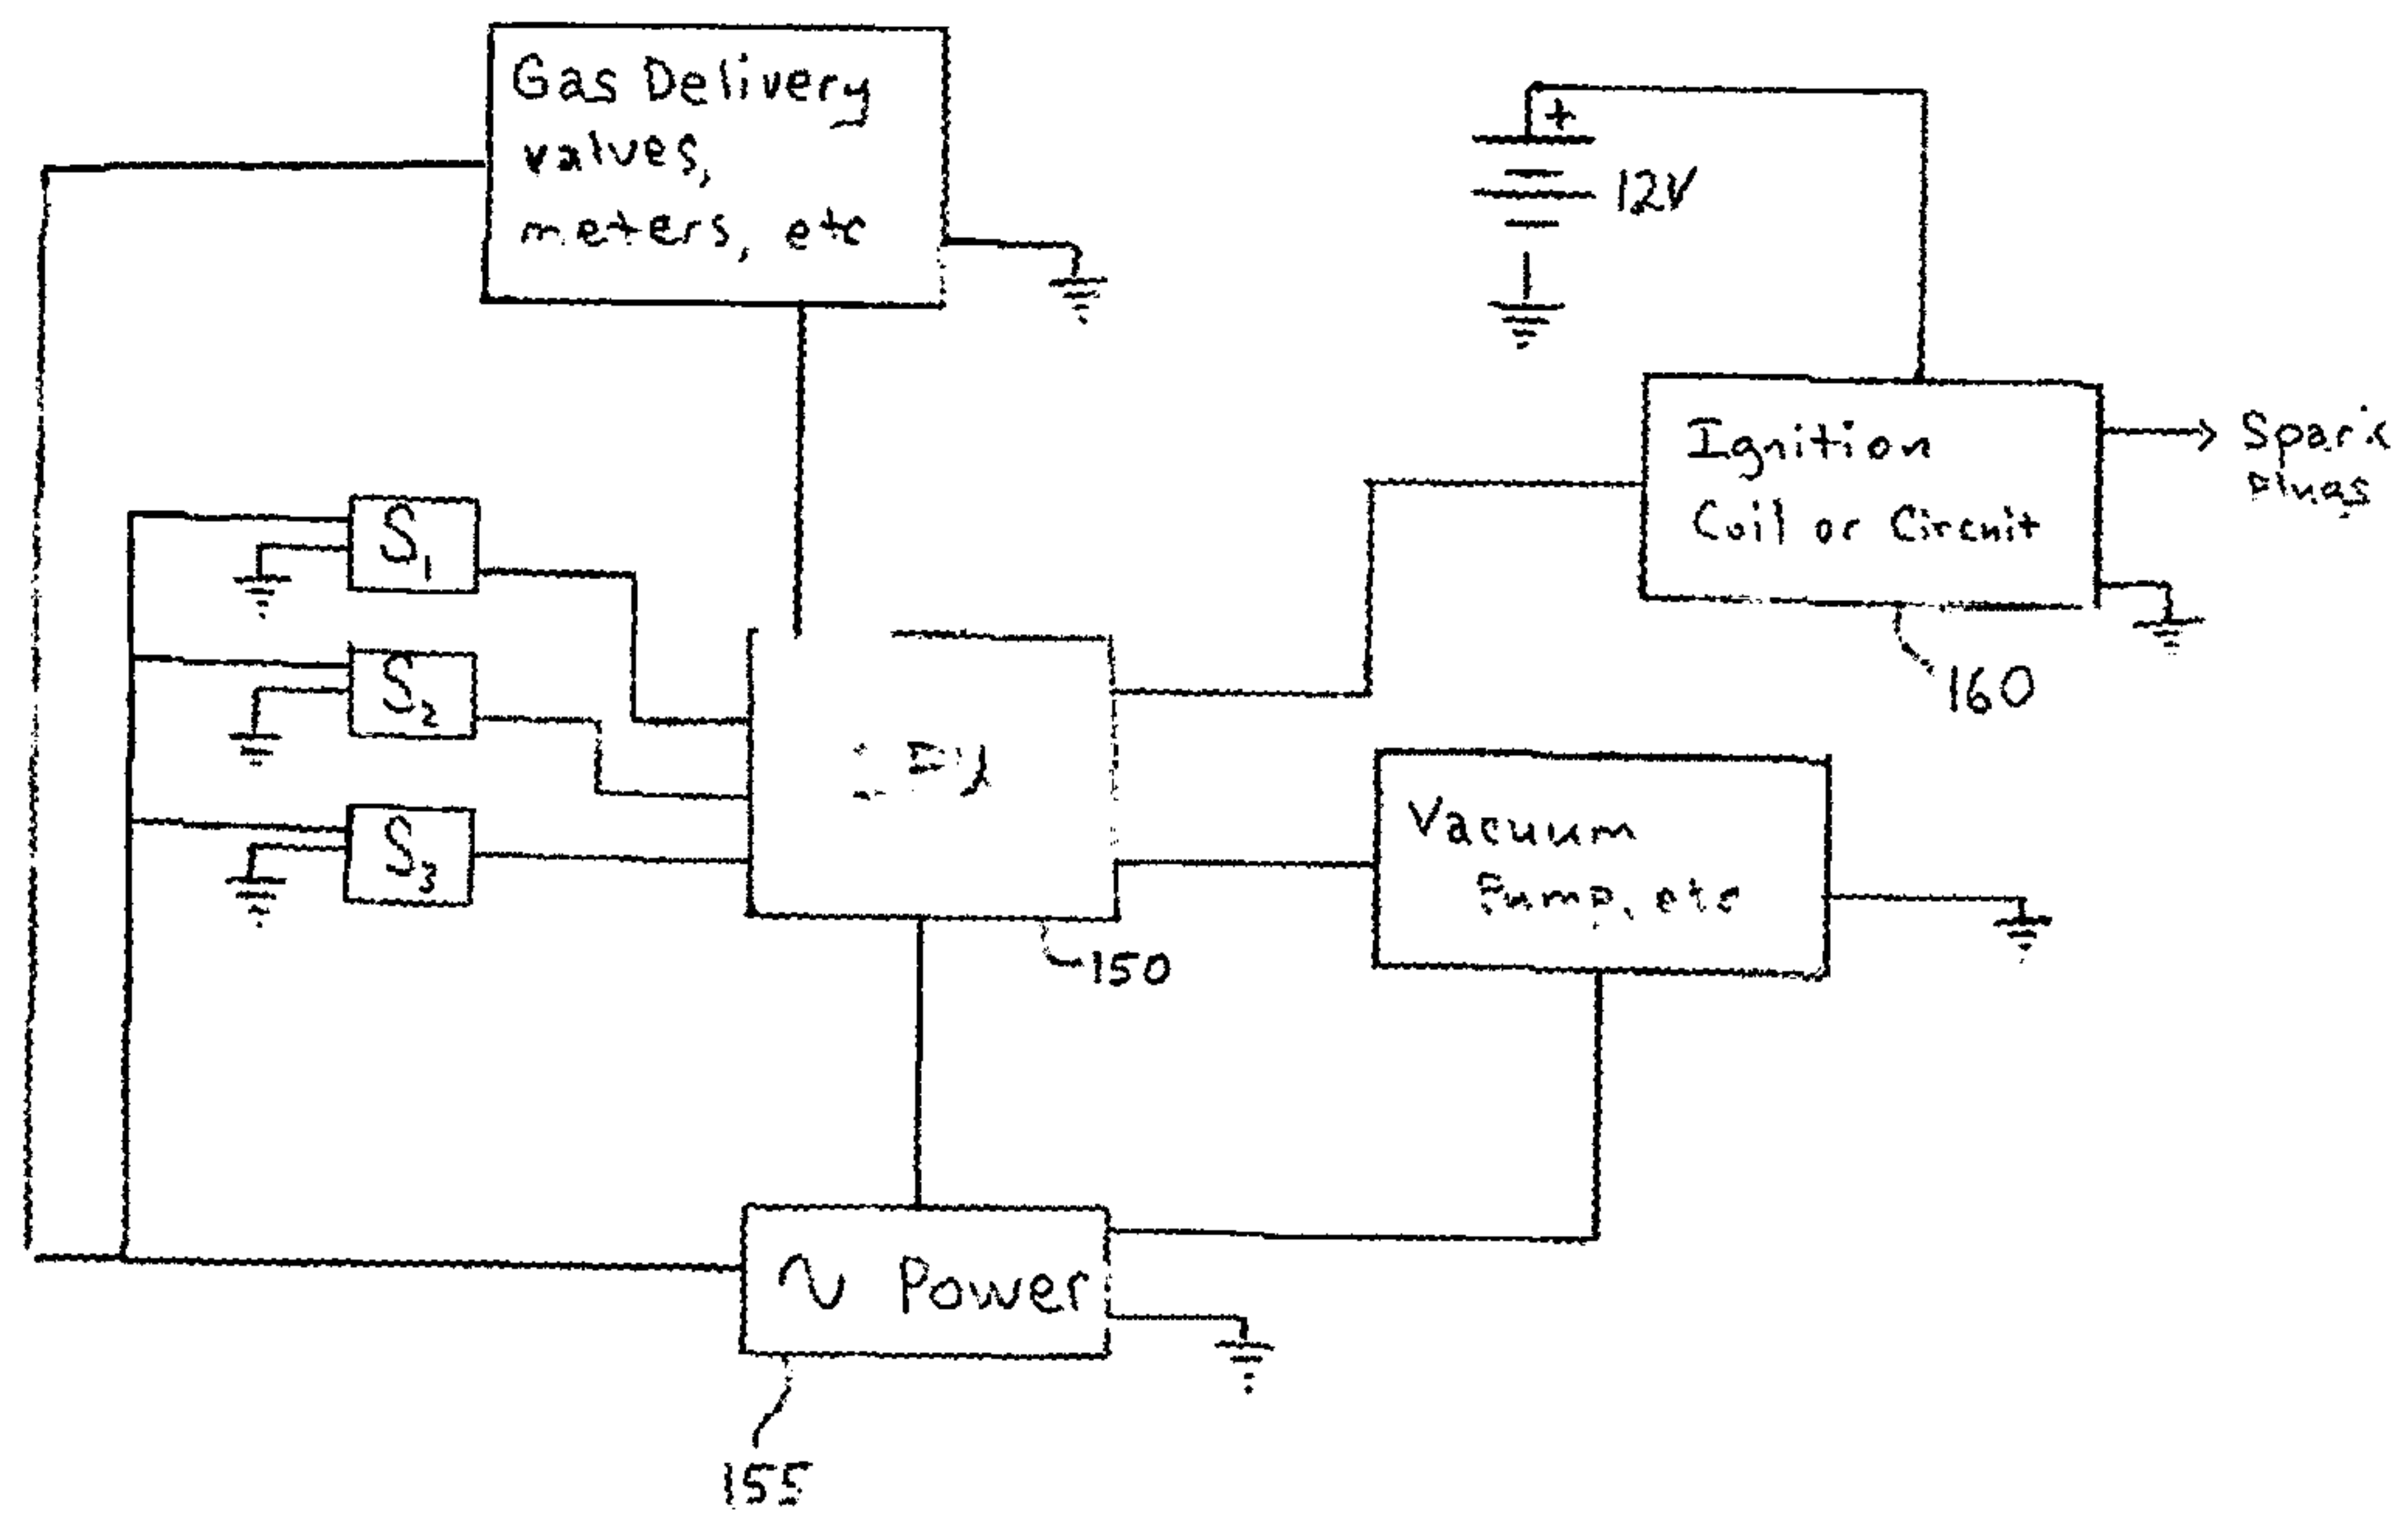 Gas Delivery
valves,
meters, etc
+
12V
Ignition
Coil or Circuit
Spark
Plugs
160
S1
S2
S3
150
Vacuum
Pump, etc
~ Power
155